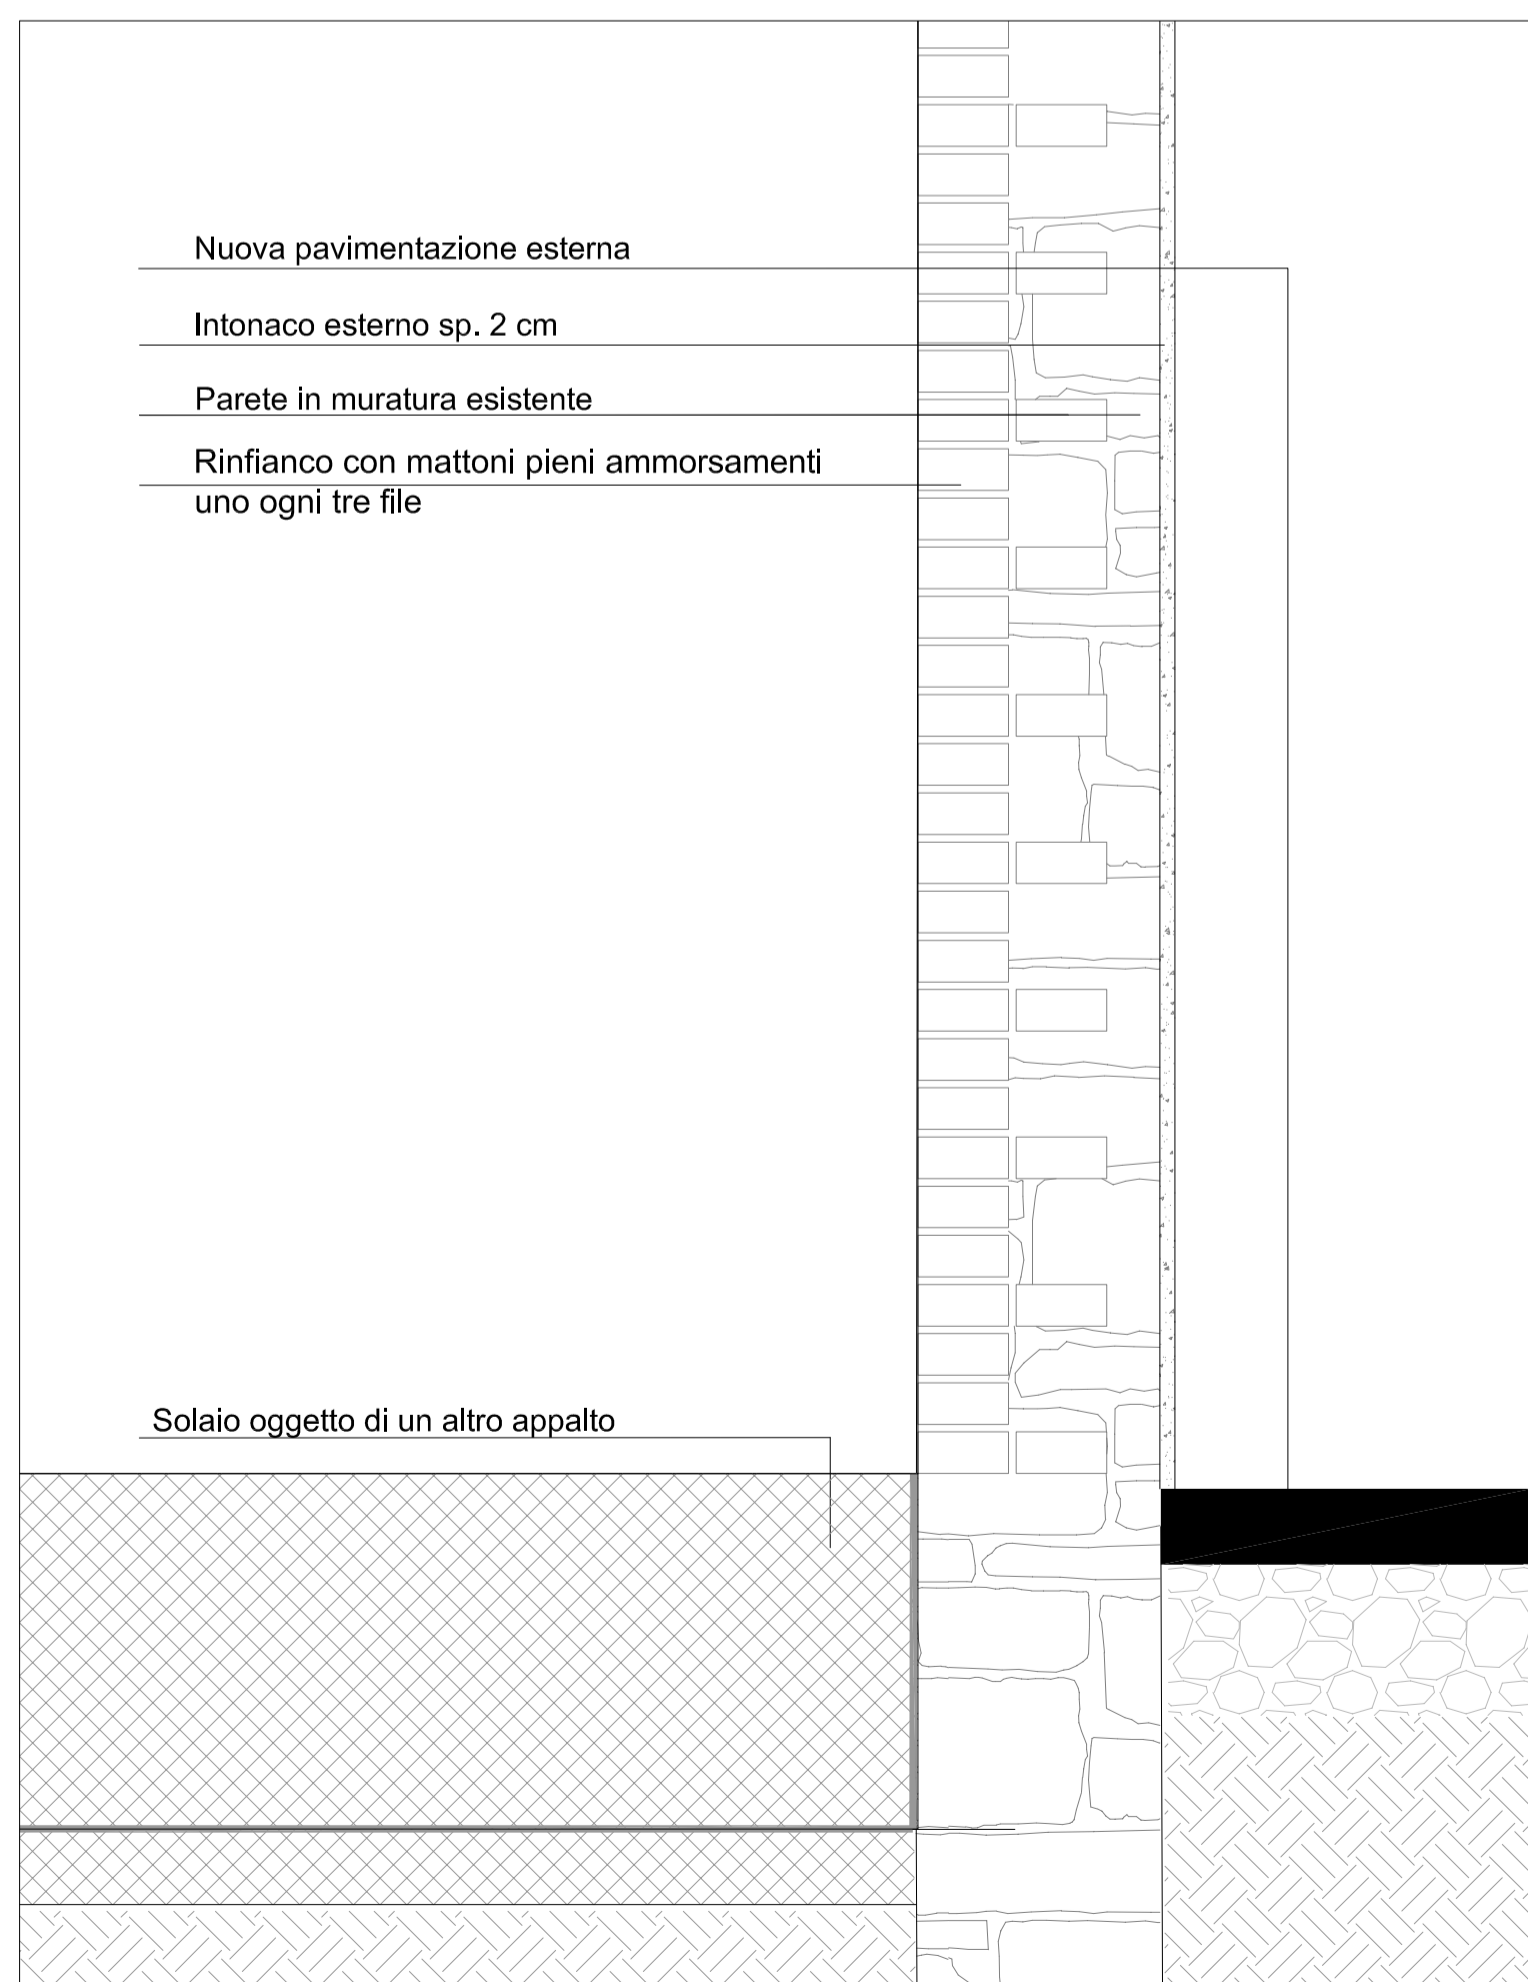 Nuova pavimentazione esterna
Intonaco esterno sp. 2 cm
Parete in muratura esistente
Rinfianco con mattoni pieni ammorsamenti
uno ogni tre file
Solaio oggetto di un altro appalto